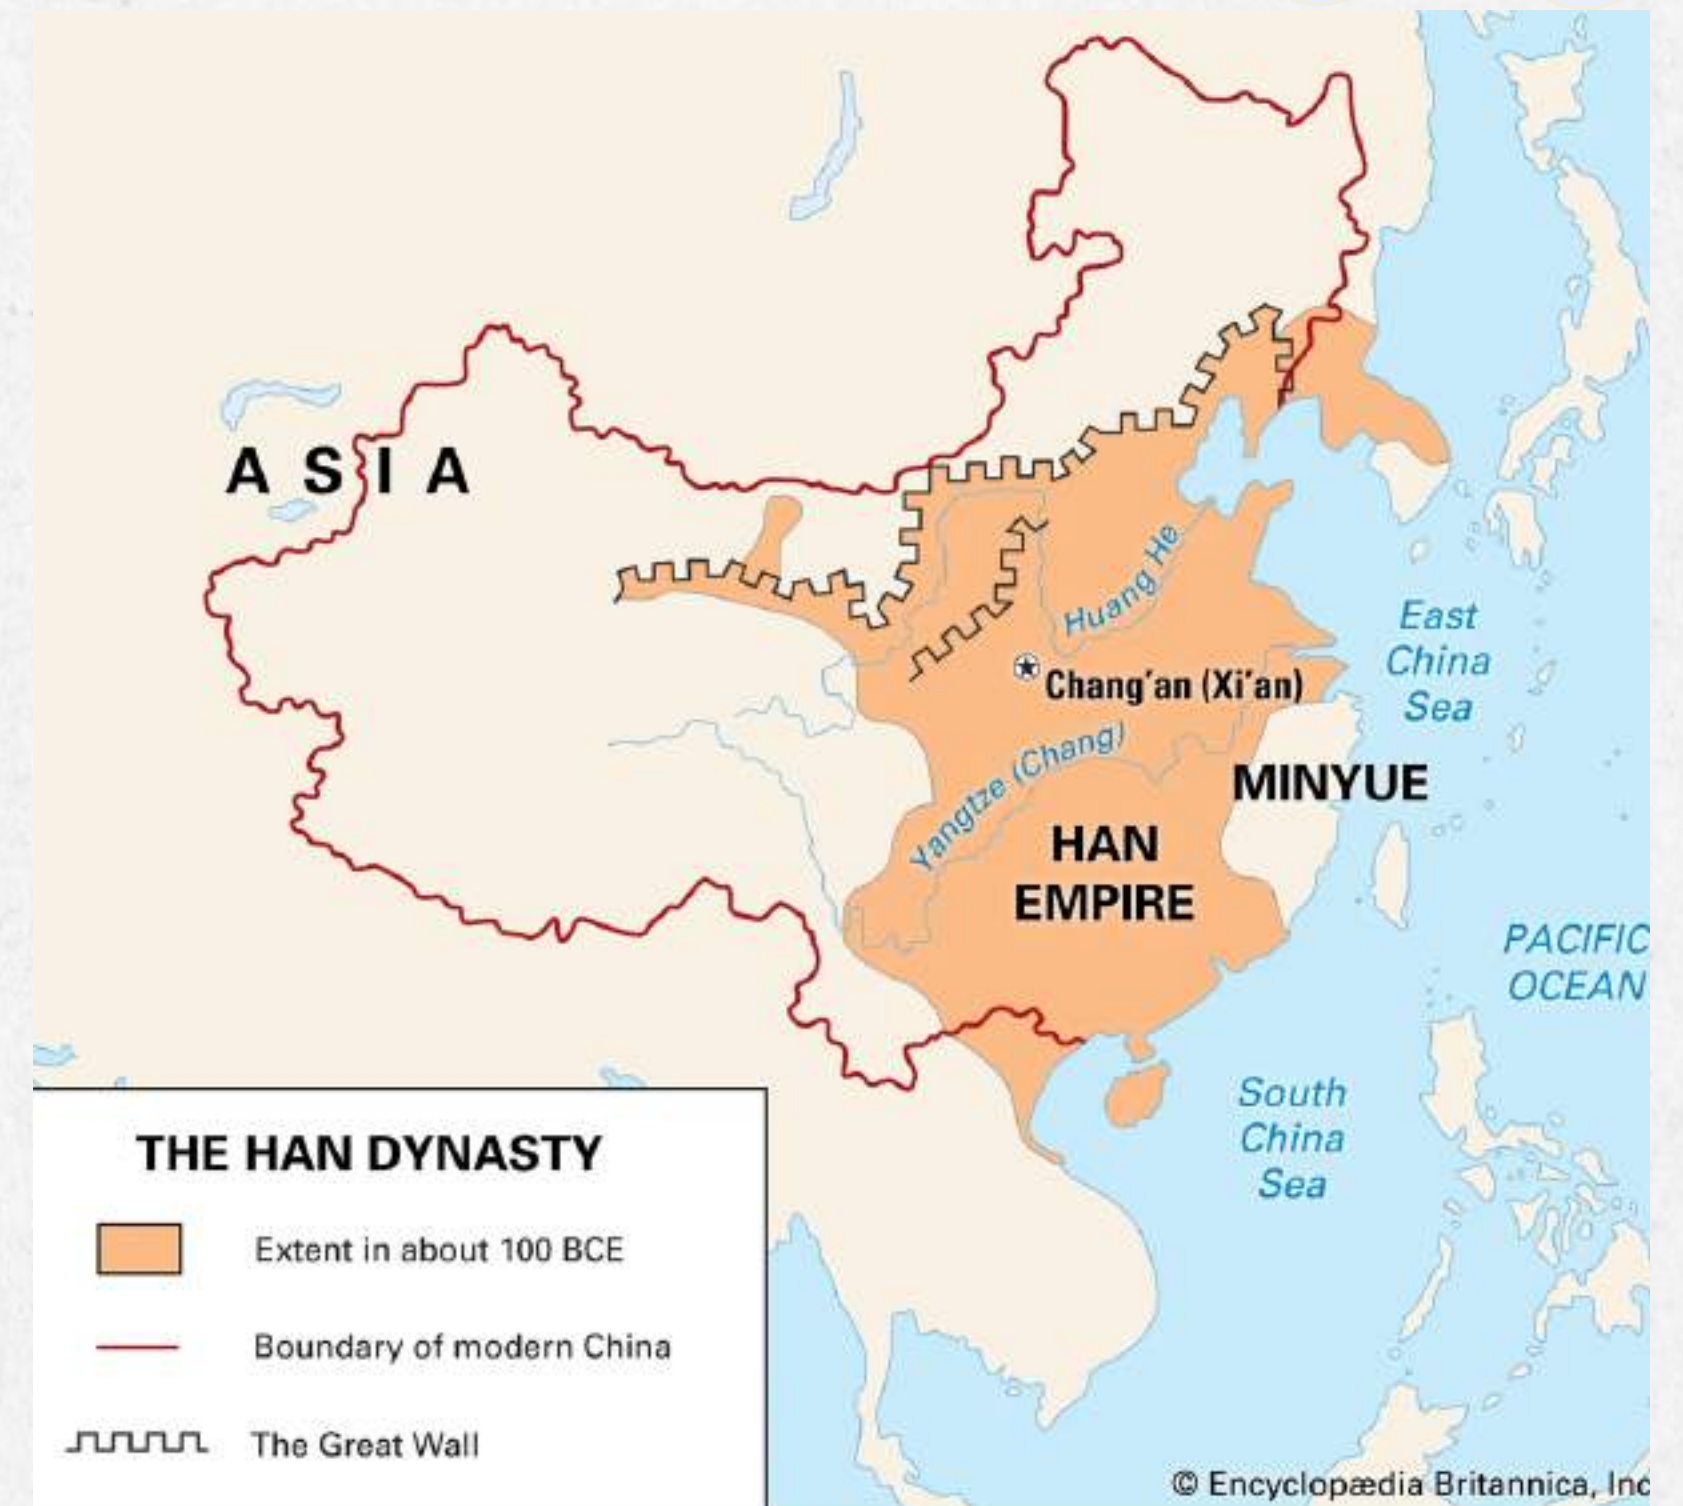 ASIA
Huang He
East
China
Sea
Chang'an (Xi'an)
Yangtze (Chang)
MINYUE
HAN
EMPIRE
PACIFIC
OCEAN
South
China
Sea
THE HAN DYNASTY
Extent in about 100 BCE
Boundary of modern China
The Great Wall
© Encyclopædia Britannica, Inc